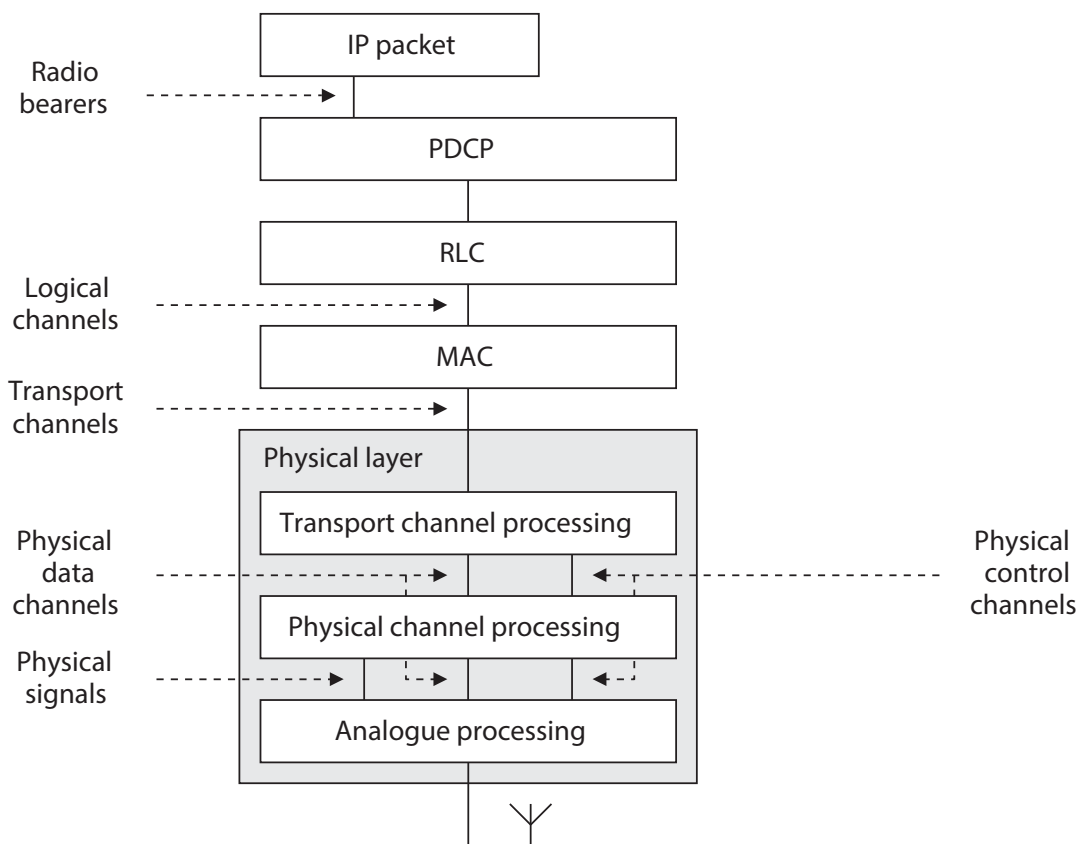 IP packet
Radio
bearers
PDCP
RLC
Logical
channels
MAC
Transport
channels
Physical layer
Transport channel processing
Physical
data
channels
Physical
control
channels
Physical channel processing
Physical
signals
Analogue processing